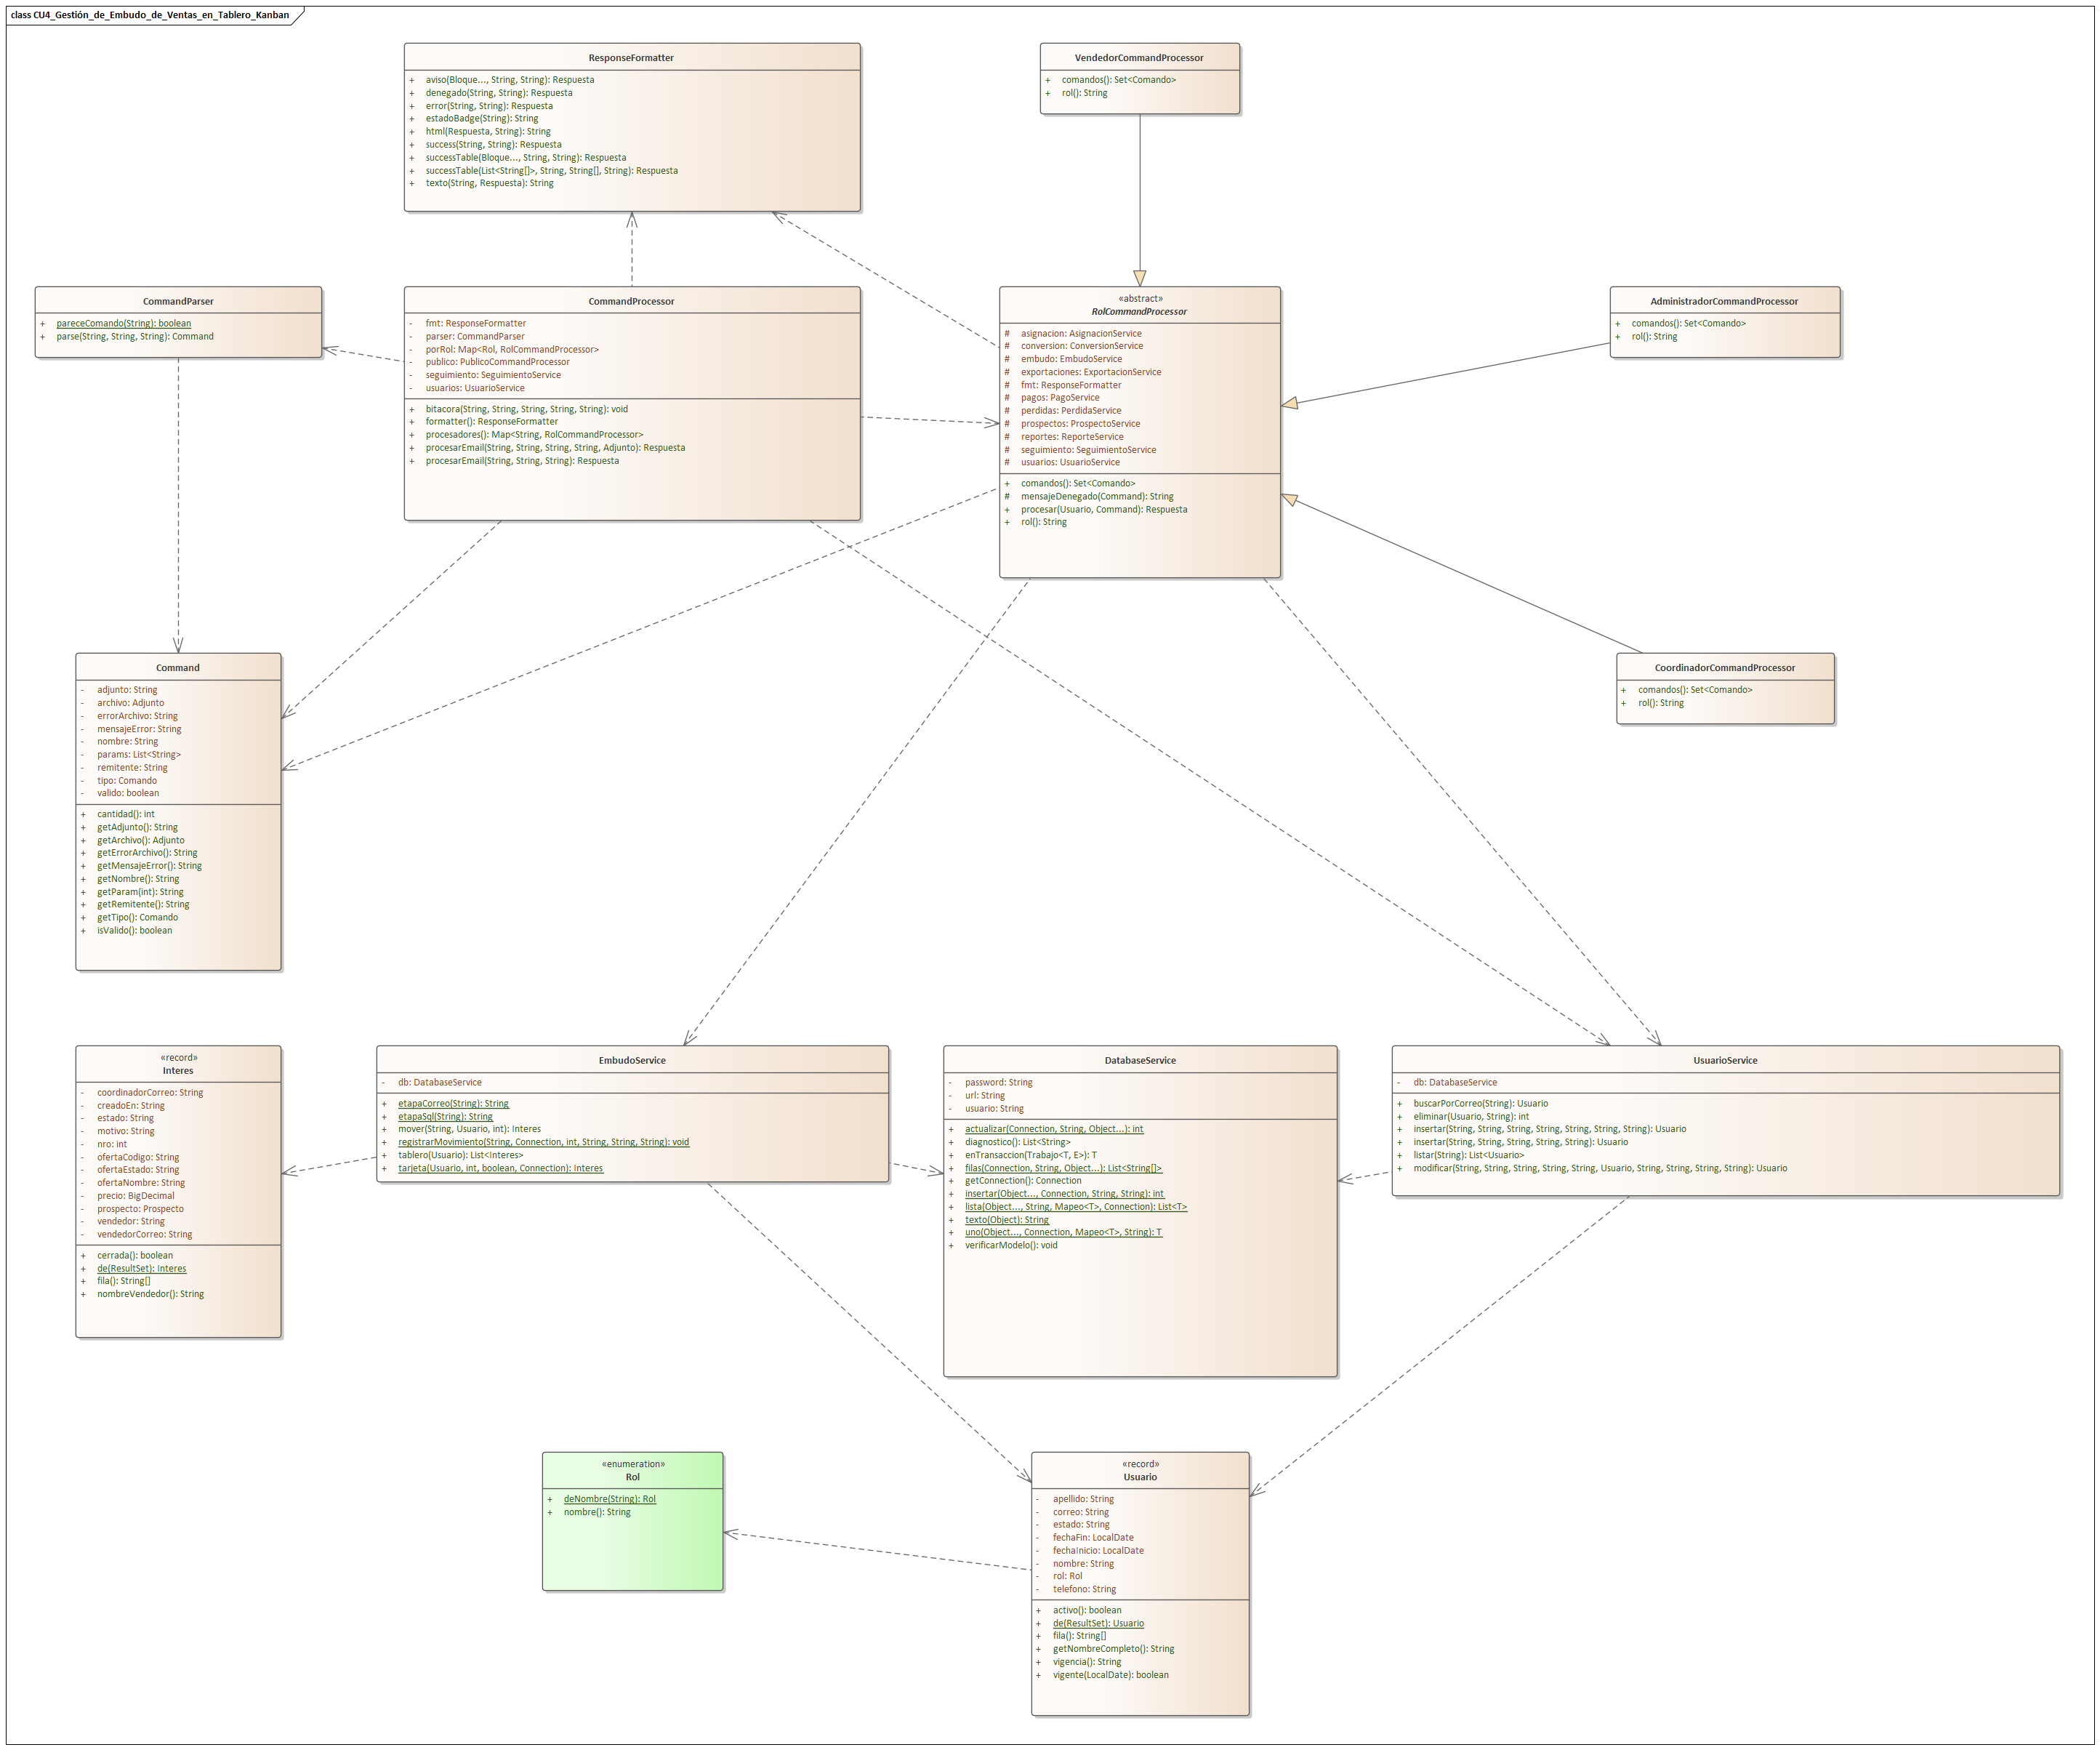 class CU4_Gestión_de_Embudo_de_Ventas_en_Tablero_Kanban
ResponseFormatter
+ aviso(Bloque..., String, String): Respuesta
+ denegado(String, String): Respuesta
+ error(String, String): Respuesta
+ estadoBadge(String): String
+ html(Respuesta, String): String
+ success(String, String): Respuesta
+ successTable(Bloque..., String, String): Respuesta
+ successTable(List<String[]>, String, String[], String): Respuesta
+ texto(String, Respuesta): String
VendedorCommandProcessor
+ comandos(): Set<Comando>
+ rol(): String
CommandParser
+ pareceComando(String): boolean
+ parse(String, String, String): Command
CommandProcessor
- fmt: ResponseFormatter
- parser: CommandParser
- porRol: Map<Rol, RolCommandProcessor>
- publico: PublicoCommandProcessor
- seguimiento: SeguimientoService
- usuarios: UsuarioService
+ bitacora(String, String, String, String, String): void
+ formatter(): ResponseFormatter
+ procesadores(): Map<String, RolCommandProcessor>
+ procesarEmail(String, String, String, String, Adjunto): Respuesta
+ procesarEmail(String, String, String): Respuesta
«abstract»
RolCommandProcessor
# asignacion: AsignacionService
# conversion: ConversionService
# embudo: EmbudoService
# exportaciones: ExportacionService
# fmt: ResponseFormatter
# pagos: PagoService
# perdidas: PerdidaService
# prospectos: ProspectoService
# reportes: ReporteService
# seguimiento: SeguimientoService
# usuarios: UsuarioService
+ comandos(): Set<Comando>
# mensajeDenegado(Command): String
+ procesar(Usuario, Command): Respuesta
+ rol(): String
AdministradorCommandProcessor
+ comandos(): Set<Comando>
+ rol(): String
Command
- adjunto: String
- archivo: Adjunto
- errorArchivo: String
- mensajeError: String
- nombre: String
- params: List<String>
- remitente: String
- tipo: Comando
- valido: boolean
+ cantidad(): int
+ getAdjunto(): String
+ getArchivo(): Adjunto
+ getErrorArchivo(): String
+ getMensajeError(): String
+ getNombre(): String
+ getParam(int): String
+ getRemitente(): String
+ getTipo(): Comando
+ isValido(): boolean
CoordinadorCommandProcessor
+ comandos(): Set<Comando>
+ rol(): String
«record»
Interes
- coordinadorCorreo: String
- creadoEn: String
- estado: String
- motivo: String
- nro: int
- ofertaCodigo: String
- ofertaEstado: String
- ofertaNombre: String
- precio: BigDecimal
- prospecto: Prospecto
- vendedor: String
- vendedorCorreo: String
+ cerrada(): boolean
+ de(ResultSet): Interes
+ fila(): String[]
+ nombreVendedor(): String
EmbudoService
- db: DatabaseService
+ etapaCorreo(String): String
+ etapaSql(String): String
+ mover(String, Usuario, int): Interes
+ registrarMovimiento(String, Connection, int, String, String, String): void
+ tablero(Usuario): List<Interes>
+ tarjeta(Usuario, int, boolean, Connection): Interes
DatabaseService
- password: String
- url: String
- usuario: String
+ actualizar(Connection, String, Object...): int
+ diagnostico(): List<String>
+ enTransaccion(Trabajo<T, E>): T
+ filas(Connection, String, Object...): List<String[]>
+ getConnection(): Connection
+ insertar(Object..., Connection, String, String): int
+ lista(Object..., String, Mapeo<T>, Connection): List<T>
+ texto(Object): String
+ uno(Object..., Connection, Mapeo<T>, String): T
+ verificarModelo(): void
UsuarioService
- db: DatabaseService
+ buscarPorCorreo(String): Usuario
+ eliminar(Usuario, String): int
+ insertar(String, String, String, String, String, String, String): Usuario
+ insertar(String, String, String, String, String): Usuario
+ listar(String): List<Usuario>
+ modificar(String, String, String, String, String, Usuario, String, String, String, String): Usuario
«enumeration»
Rol
+ deNombre(String): Rol
+ nombre(): String
«record»
Usuario
- apellido: String
- correo: String
- estado: String
- fechaFin: LocalDate
- fechaInicio: LocalDate
- nombre: String
- rol: Rol
- telefono: String
+ activo(): boolean
+ de(ResultSet): Usuario
+ fila(): String[]
+ getNombreCompleto(): String
+ vigencia(): String
+ vigente(LocalDate): boolean